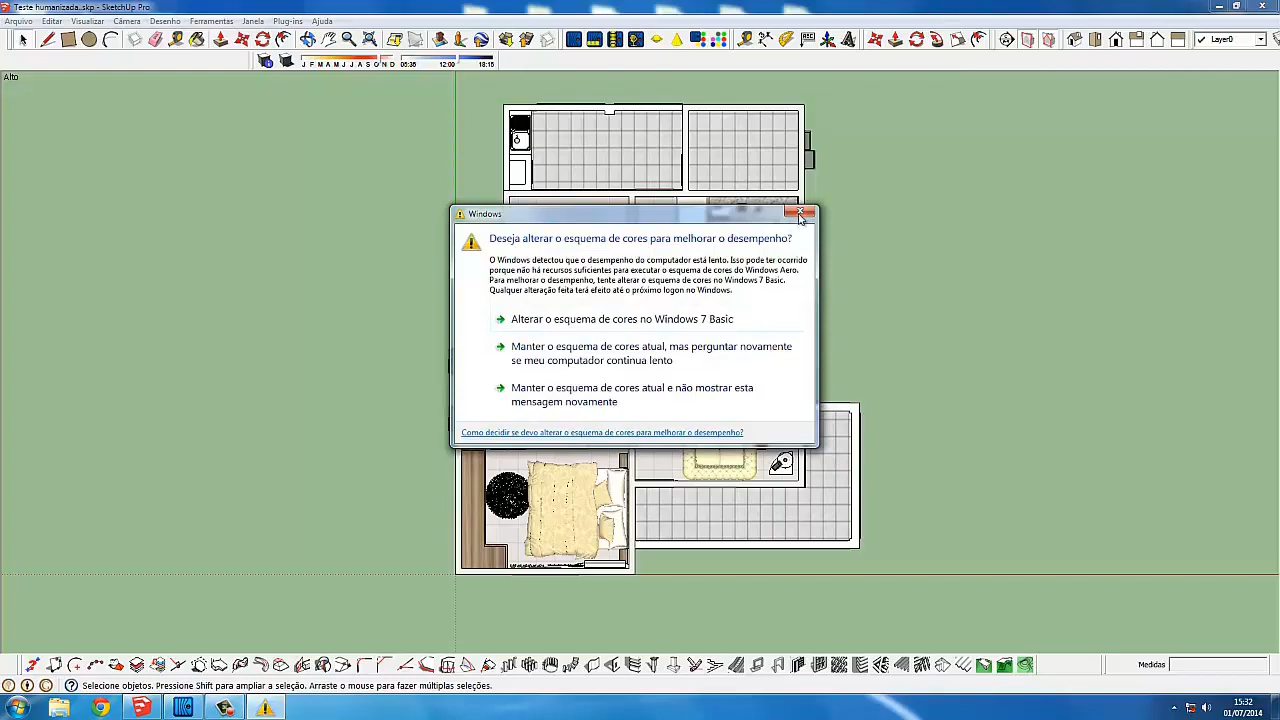 Teste humanizada..skp - SketchUp Pro
Arquivo Editar Visualizar Câmera Desenho Ferramentas Janela Plug-ins Ajuda
Layer0
J F M A M J J A S O N D 05:36 12:00 18:15
Alto
Windows
Deseja alterar o esquema de cores para melhorar o desempenho?
O Windows detectou que o desempenho do computador está lento. Isso pode ter ocorrido
porque não há recursos suficientes para executar o esquema de cores do Windows Aero.
Para melhorar o desempenho, tente alterar o esquema de cores no Windows 7 Basic.
Qualquer alteração feita terá efeito até o próximo logon no Windows.
Alterar o esquema de cores no Windows 7 Basic
Manter o esquema de cores atual, mas perguntar novamente
se meu computador continua lento
Manter o esquema de cores atual e não mostrar esta
mensagem novamente
Como decidir se devo alterar o esquema de cores para melhorar o desempenho?
Medidas
Selecione objetos. Pressione Shift para ampliar a seleção. Arraste o mouse para fazer múltiplas seleções.
15:32
01/07/2014